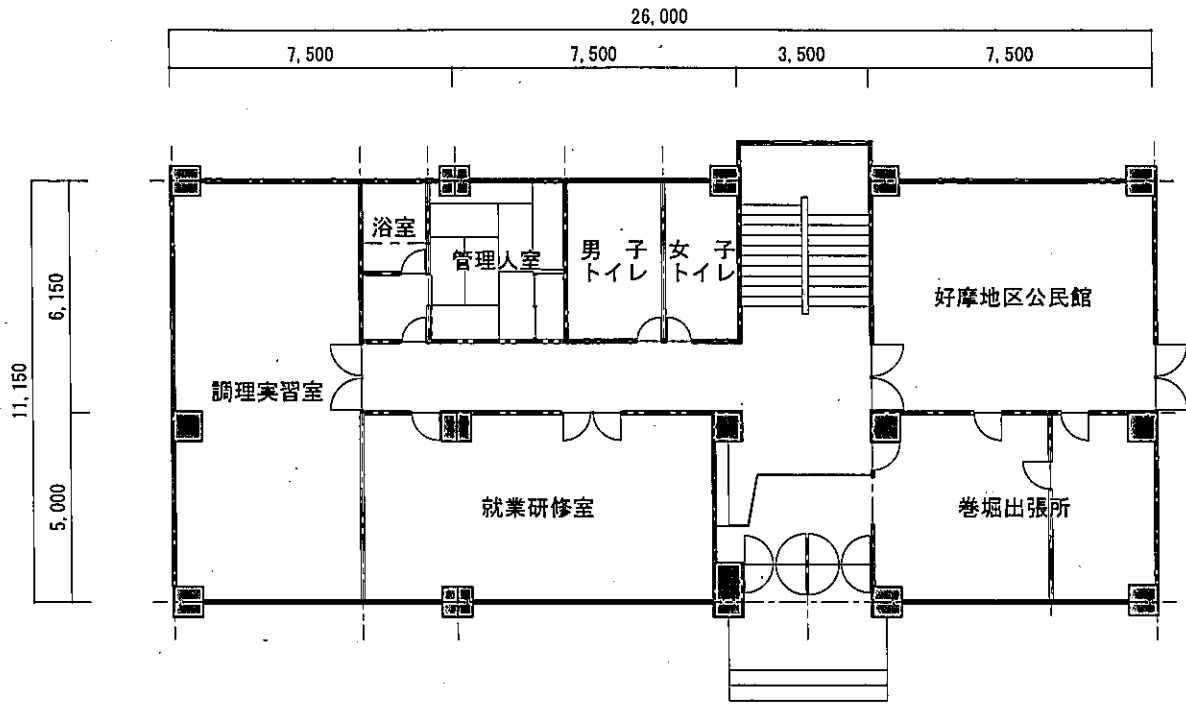 26,000
7,500
7,500
3,500
7,500
11,150
6,150
5,000
浴室
管理人室
男子
トイレ
女子
トイレ
好摩地区公民館
調理実習室
就業研修室
巻堀出張所